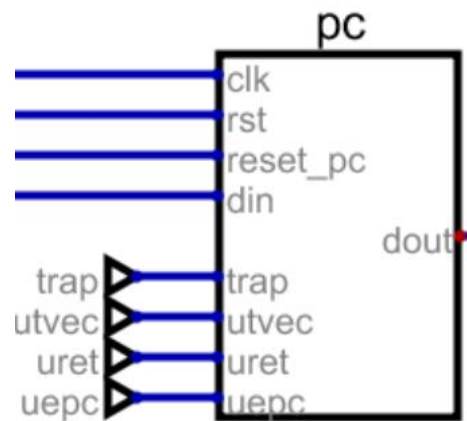 pc
clk
rst
reset_pc
din
dout
trap trap
utvec utvec
uret uret
uepc uepc